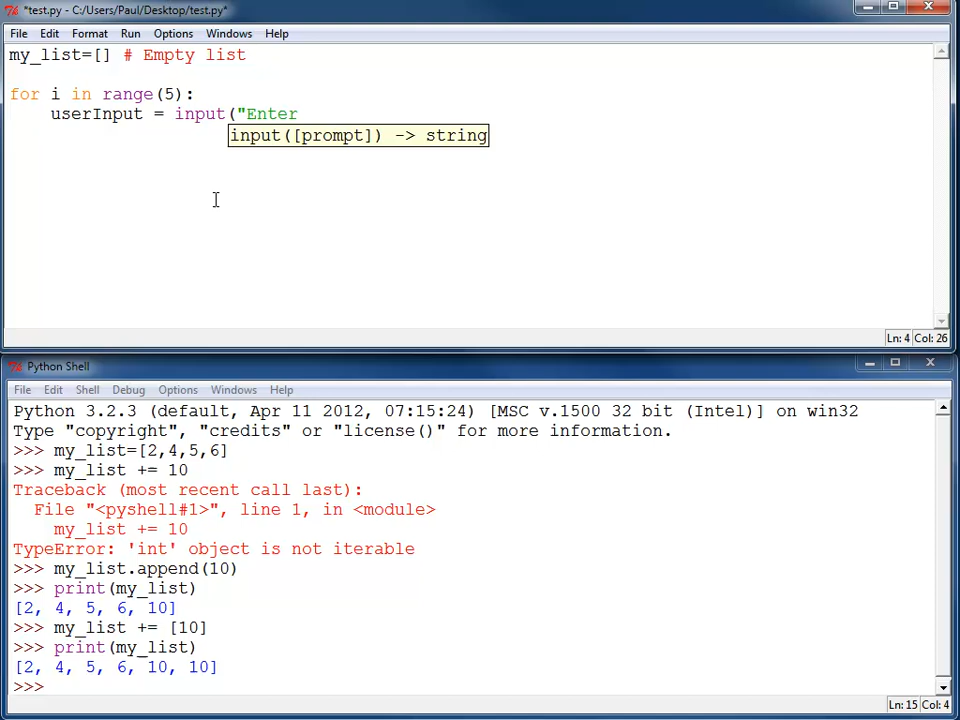 *test.py - C:/Users/Paul/Desktop/test.py*
File Edit Format Run Options Windows Help
my_list=[] # Empty list
for i in range(5):
    userInput = input("Enter
input([prompt]) -> string
Ln: 4 Col: 26
Python Shell
File Edit Shell Debug Options Windows Help
Python 3.2.3 (default, Apr 11 2012, 07:15:24) [MSC v.1500 32 bit (Intel)] on win32
Type "copyright", "credits" or "license()" for more information.
>>> my_list=[2,4,5,6]
>>> my_list += 10
Traceback (most recent call last):
  File "<pyshell#1>", line 1, in <module>
    my_list += 10
TypeError: 'int' object is not iterable
>>> my_list.append(10)
>>> print(my_list)
[2, 4, 5, 6, 10]
>>> my_list += [10]
>>> print(my_list)
[2, 4, 5, 6, 10, 10]
>>>
Ln: 15 Col: 4